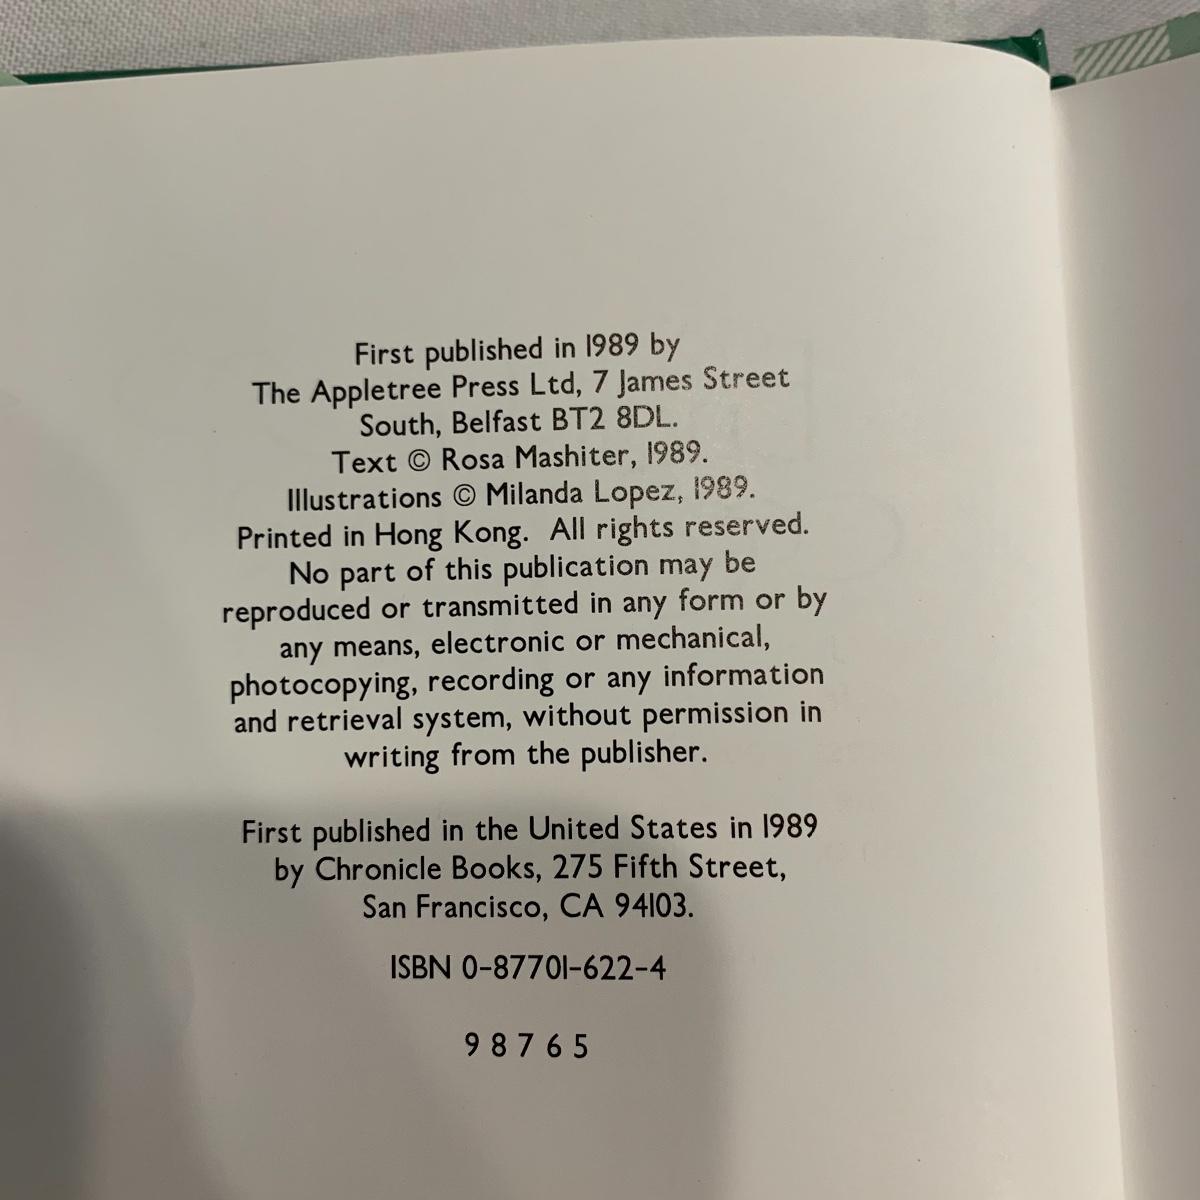 First published in 1989 by
The Appletree Press Ltd, 7 James Street
South, Belfast BT2 8DL.
Text © Rosa Mashiter, 1989.
Illustrations © Milanda Lopez, 1989.
Printed in Hong Kong. All rights reserved.
No part of this publication may be
reproduced or transmitted in any form or by
any means, electronic or mechanical,
photocopying, recording or any information
and retrieval system, without permission in
writing from the publisher.
First published in the United States in 1989
by Chronicle Books, 275 Fifth Street,
San Francisco, CA 94103.
ISBN 0-87701-622-4
9 8 7 6 5